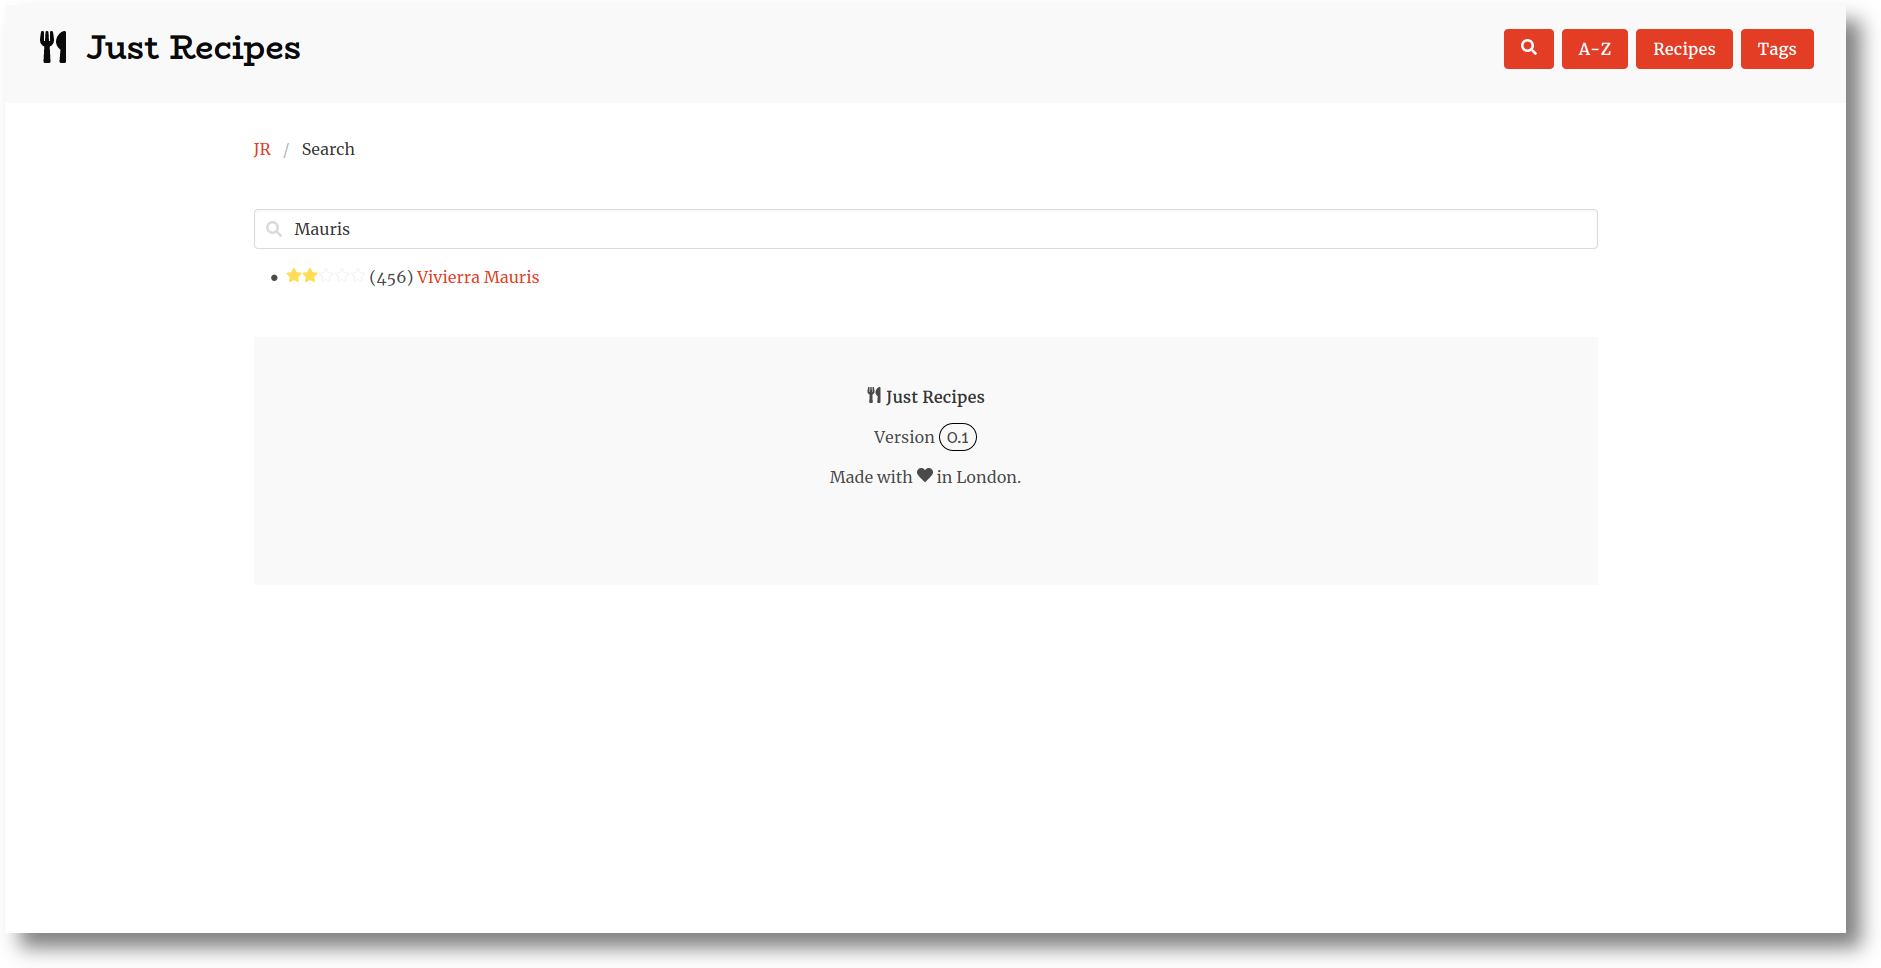 Just Recipes
A-Z Recipes Tags
JR / Search
Mauris
(456) Vivierra Mauris
Just Recipes
Version 0.1
Made with in London.